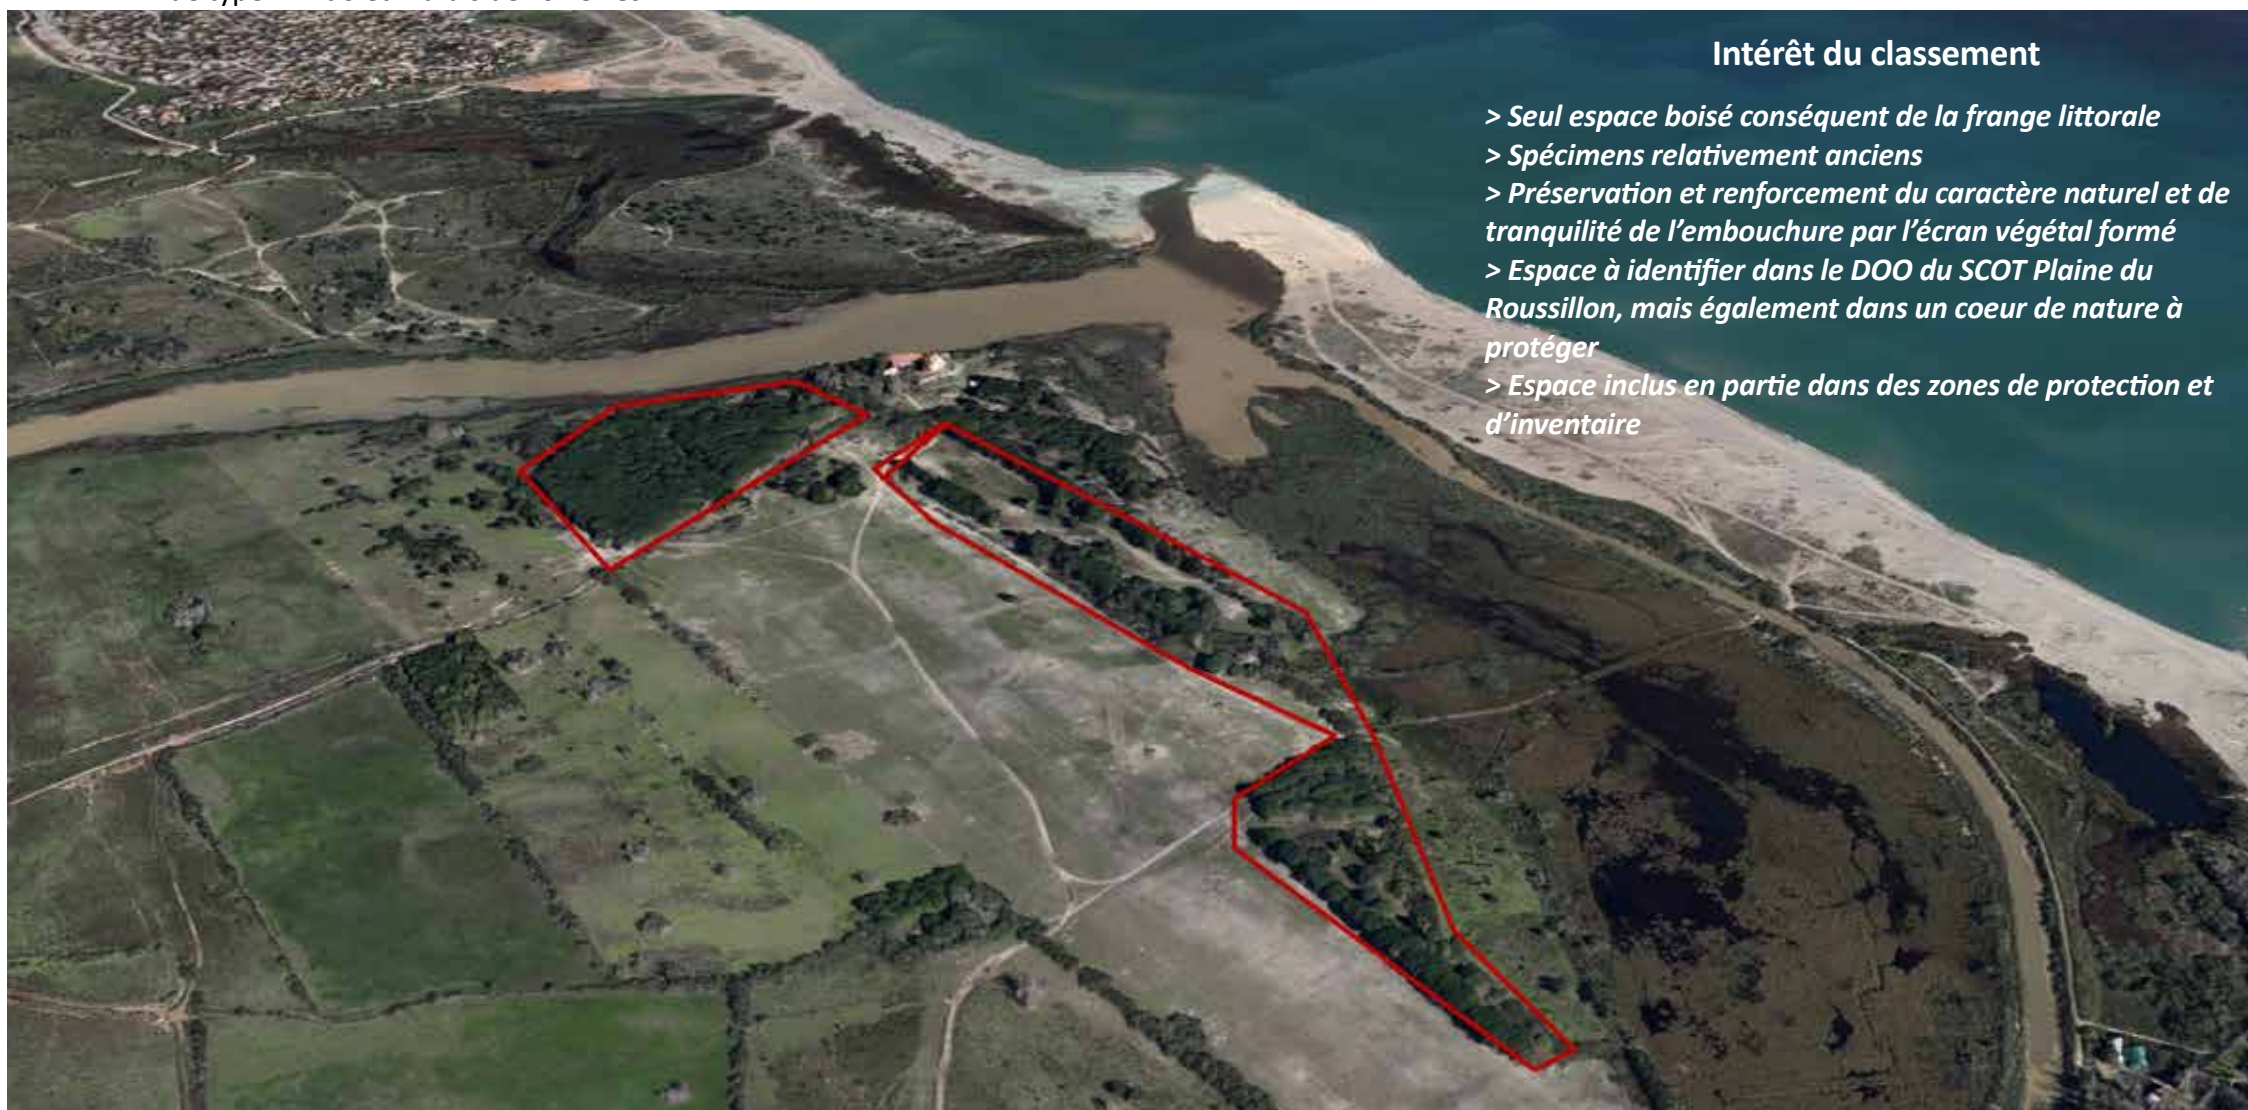 Intérêt du classement
> Seul espace boisé conséquent de la frange littorale
> Spécimens relativement anciens
> Préservation et renforcement du caractère naturel et de
tranquilité de l'embouchure par l'écran végétal formé
> Espace à identifier dans le DOO du SCOT Plaine du
Roussillon, mais également dans un coeur de nature à
protéger
> Espace inclus en partie dans des zones de protection et
d'inventaire